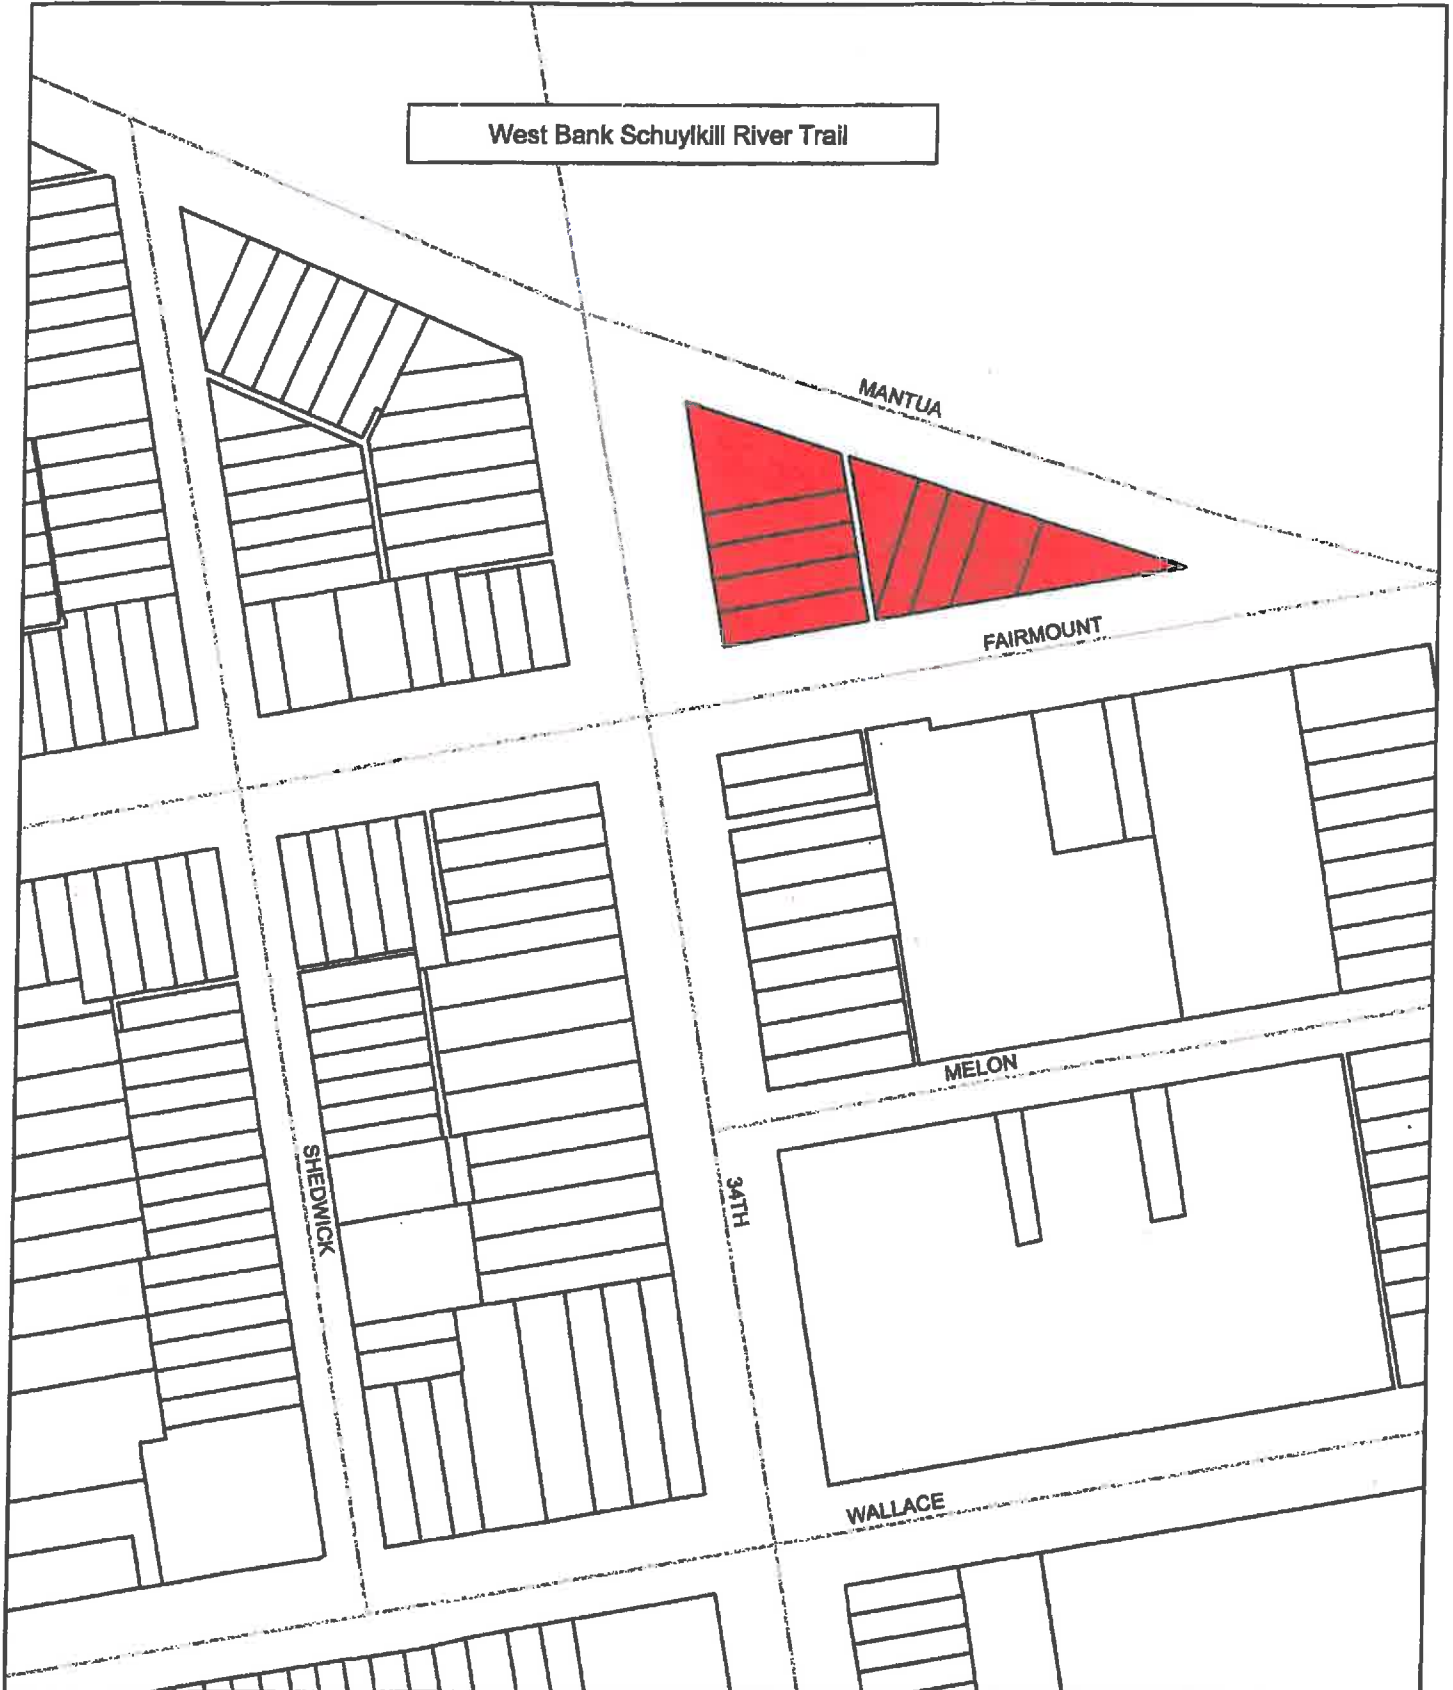 West Bank Schuylkill River Trail
MANTUA
FAIRMOUNT
MELON
SHEDWICK
34TH
WALLACE